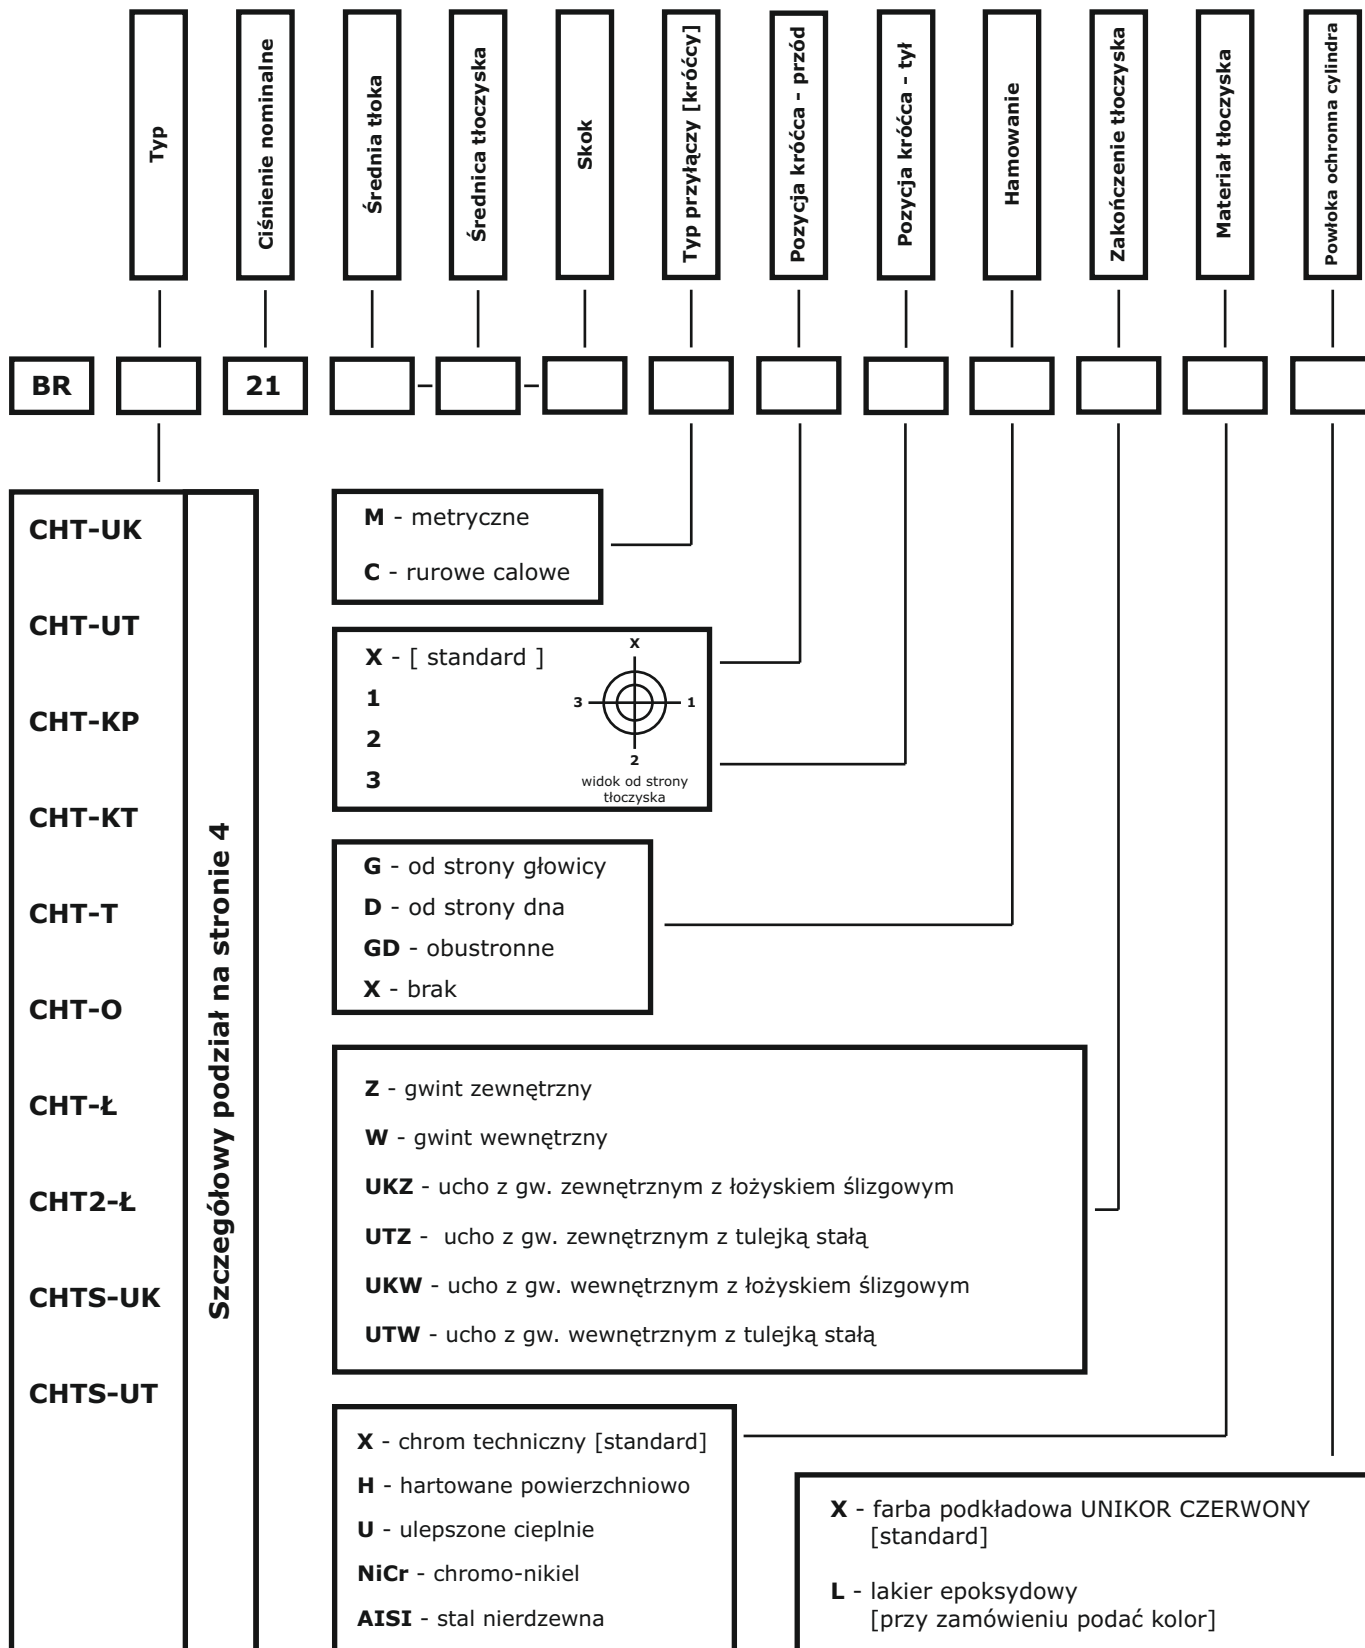 Typ
Ciśnienie nominalne
Średnia tłoka
Średnica tłoczyska
Skok
Typ przyłączy [króćcy]
Pozycja króćca - przód
Pozycja króćca - tył
Hamowanie
Zakończenie tłoczyska
Materiał tłoczyska
Powłoka ochronna cylindra
BR 21 - -
CHT-UK
CHT-UT
CHT-KP
CHT-KT
CHT-T
CHT-O
CHT-Ł
CHT2-Ł
CHTS-UK
CHTS-UT
Szczegółowy podział na stronie 4
M - metryczne
C - rurowe calowe
X - [ standard ]
1
2
3
X
3 1
2
widok od strony
tłoczyska
G - od strony głowicy
D - od strony dna
GD - obustronne
X - brak
Z - gwint zewnętrzny
W - gwint wewnętrzny
UKZ - ucho z gw. zewnętrznym z łożyskiem ślizgowym
UTZ - ucho z gw. zewnętrznym z tulejką stałą
UKW - ucho z gw. wewnętrznym z łożyskiem ślizgowym
UTW - ucho z gw. wewnętrznym z tulejką stałą
X - chrom techniczny [standard]
H - hartowane powierzchniowo
U - ulepszone cieplnie
NiCr - chromo-nikiel
AISI - stal nierdzewna
X - farba podkładowa UNIKOR CZERWONY
[standard]
L - lakier epoksydowy
[przy zamówieniu podać kolor]